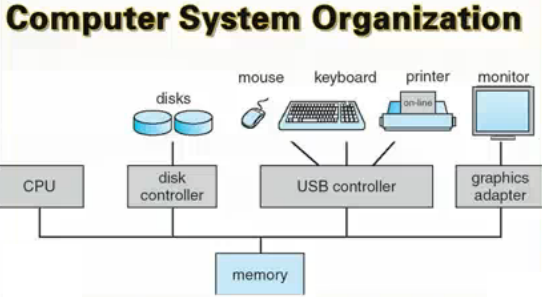 Computer System Organization
mouse keyboard printer monitor
disks
on-line
CPU
disk
controller
USB controller
graphics
adapter
memory